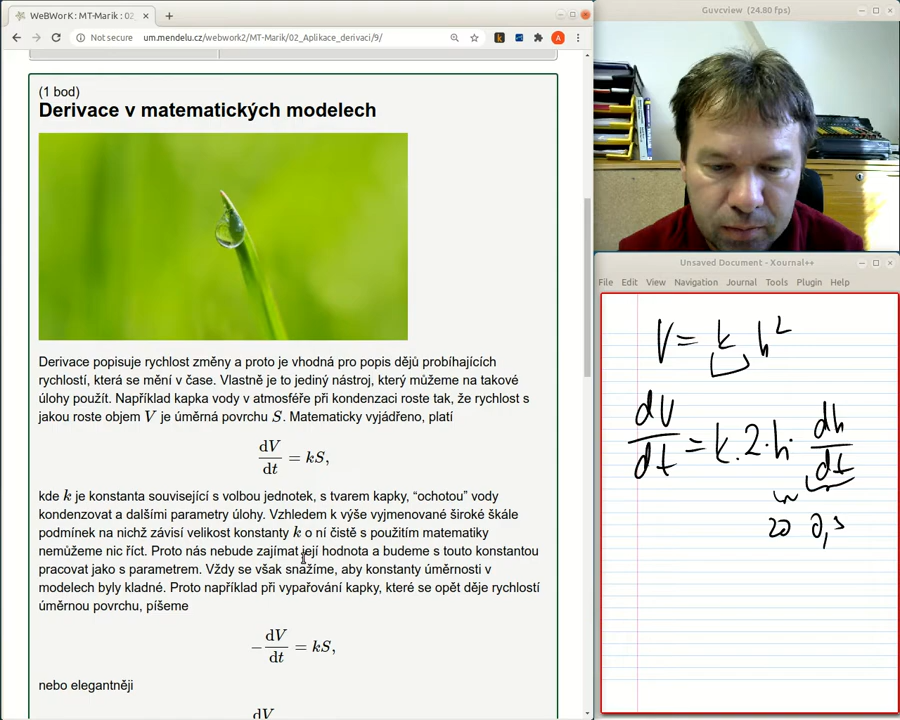 WeBWorK : MT-Marik : 02_
Guvcview (24.80 fps)
Not secure
um.mendelu.cz/webwork2/MT-Marik/02_Aplikace_derivaci/9/
A
(1 bod)
Derivace v matematických modelech
Derivace popisuje rychlost změny a proto je vhodná pro popis dějů probíhajících
rychlostí, která se mění v čase. Vlastně je to jediný nástroj, který můžeme na takové
úlohy použít. Například kapka vody v atmosféře při kondenzaci roste tak, že rychlost s
jakou roste objem V je úměrná povrchu S. Matematicky vyjádřeno, platí
dV/dt = kS,
kde k je konstanta související s volbou jednotek, s tvarem kapky, “ochotou” vody
kondenzovat a dalšími parametry úlohy. Vzhledem k výše vyjmenované široké škále
podmínek na nichž závisí velikost konstanty k o ní čistě s použitím matematiky
nemůžeme nic říct. Proto nás nebude zajímat její hodnota a budeme s touto konstantou
pracovat jako s parametrem. Vždy se však snažíme, aby konstanty úměrnosti v
modelech byly kladné. Proto například při vypařování kapky, které se opět děje rychlostí
úměrnou povrchu, píšeme
−dV/dt = kS,
nebo elegantněji
dV
Unsaved Document - Xournal++
File Edit View Navigation Journal Tools Plugin Help
V = k h²
dV/dt = k.2.h. dh/dt
20 0,3